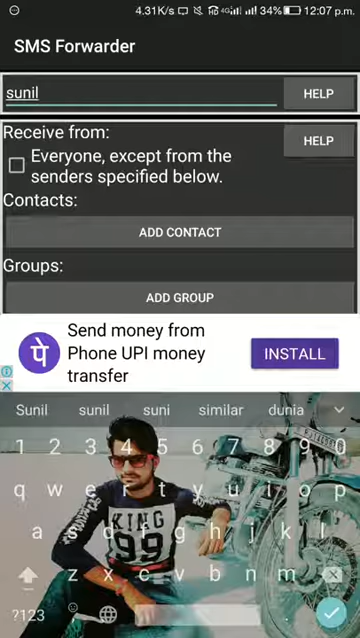 4.31K/s 4G 34% 12:07 p.m.
SMS Forwarder
sunil HELP
Receive from: HELP
Everyone, except from the
senders specified below.
Contacts:
ADD CONTACT
Groups:
ADD GROUP
पे
Send money from
Phone UPI money
transfer
INSTALL
Sunil sunil suni similar dunia
1 2 3 4 5 6 7 8 9 0
q w e r t y u i o p
a s d f g h j k l
KING
99
z x c v b n m
?123 .